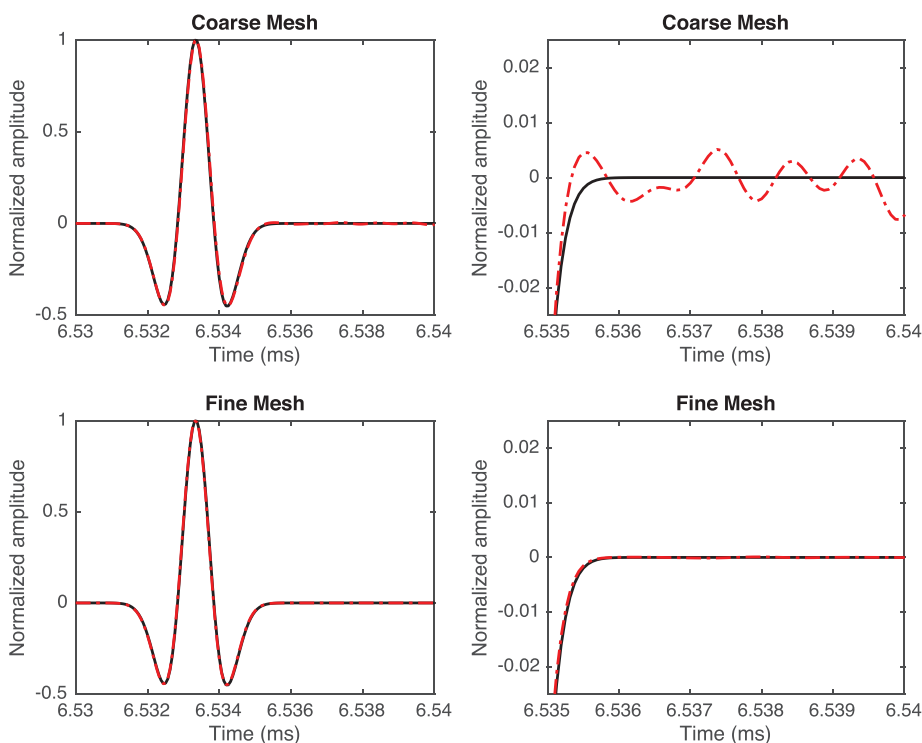 Coarse Mesh
Normalized amplitude
1
0.5
0
-0.5
6.53 6.532 6.534 6.536 6.538 6.54
Time (ms)
Coarse Mesh
Normalized amplitude
0.02
0.01
0
-0.01
-0.02
6.535 6.536 6.537 6.538 6.539 6.54
Time (ms)
Fine Mesh
Normalized amplitude
1
0.5
0
-0.5
6.53 6.532 6.534 6.536 6.538 6.54
Time (ms)
Fine Mesh
Normalized amplitude
0.02
0.01
0
-0.01
-0.02
6.535 6.536 6.537 6.538 6.539 6.54
Time (ms)